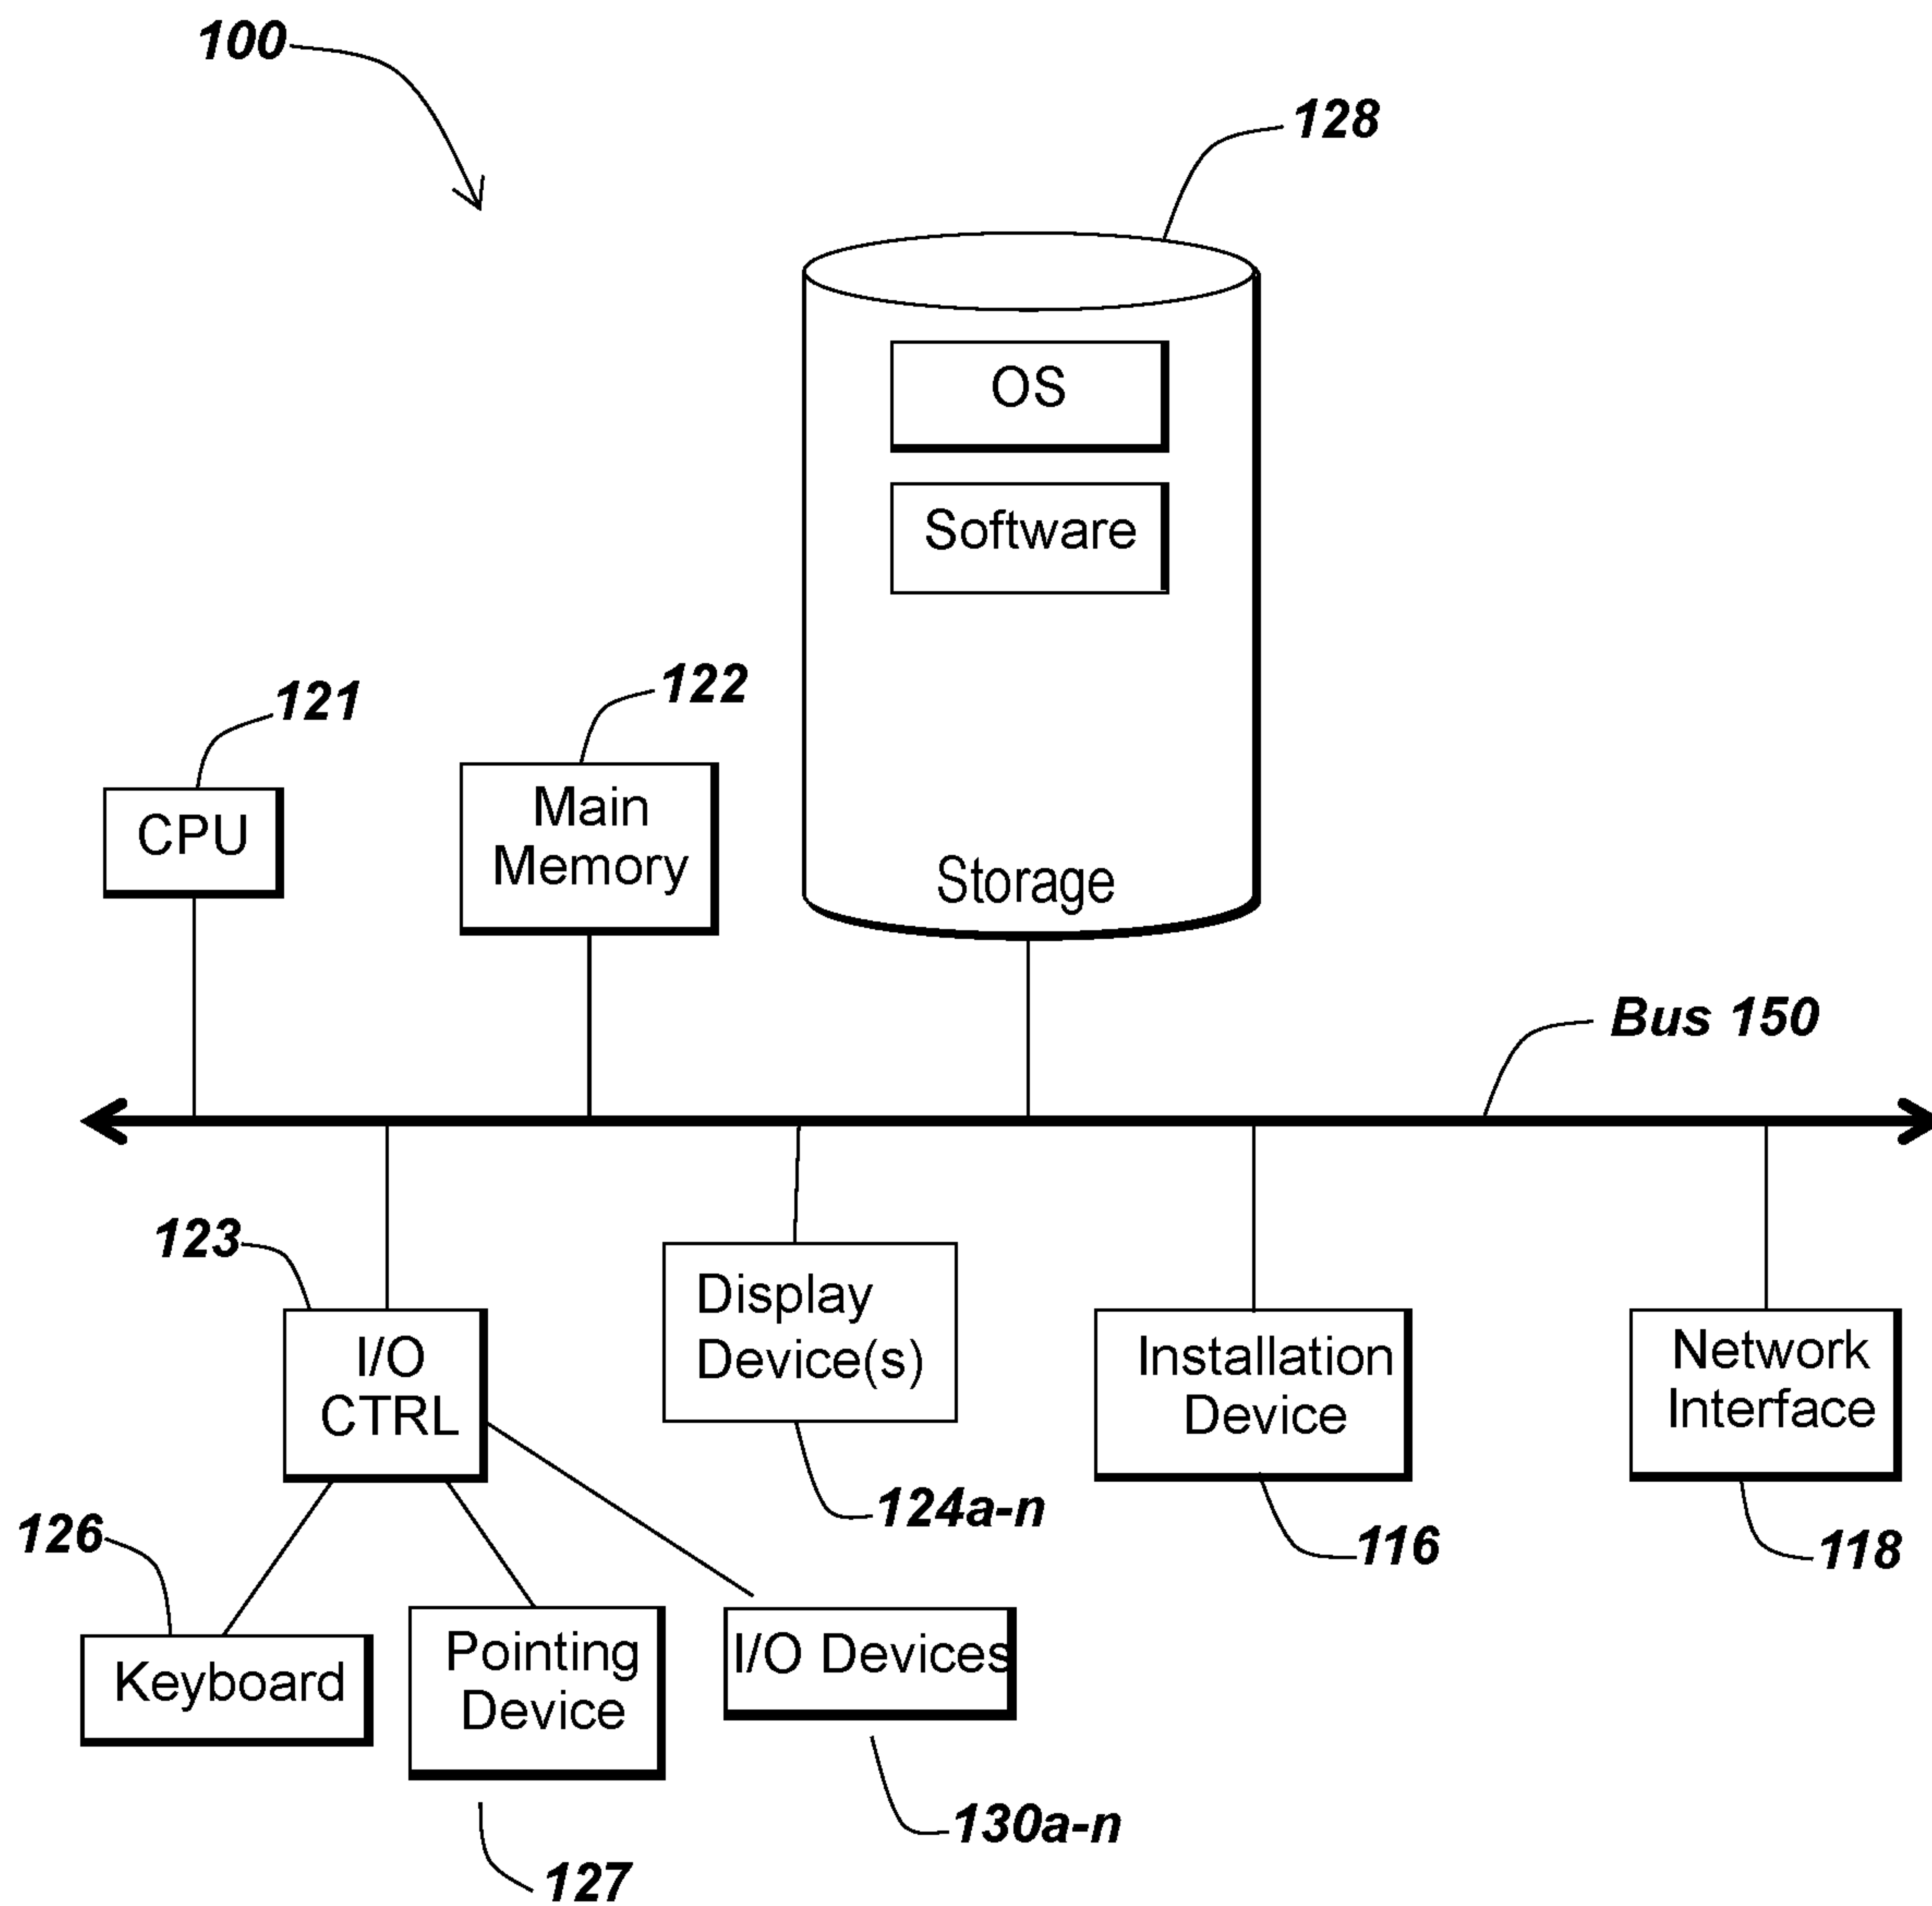 100
128
OS
Software
121
122
CPU
Main
Memory
Storage
Bus 150
123
I/O
CTRL
Display
Device(s)
Installation
Device
Network
Interface
124a-n
116
118
126
Keyboard
Pointing
Device
I/O Devices
130a-n
127